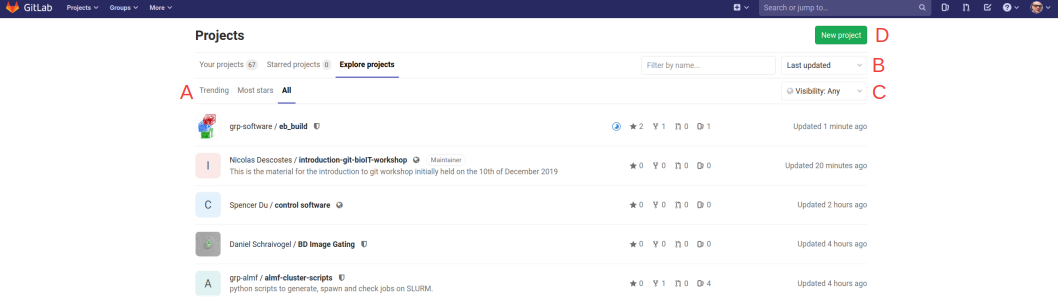 GitLab Projects Groups More Search or jump to...
Projects New project D
Your projects 67 Starred projects 0 Explore projects Filter by name... Last updated B
A Trending Most stars All Visibility: Any C
grp-software / eb_build 2 1 0 1 Updated 1 minute ago
I Nicolas Descostes / introduction-git-bioIT-workshop Maintainer 0 0 0 0 Updated 20 minutes ago
This is the material for the introduction to git workshop initially held on the 10th of December 2019
C Spencer Du / control software 0 0 0 0 Updated 2 hours ago
Daniel Schraivogel / BD Image Gating 0 0 0 0 Updated 4 hours ago
A grp-almf / almf-cluster-scripts 0 1 0 4 Updated 4 hours ago
python scripts to generate, spawn and check jobs on SLURM.